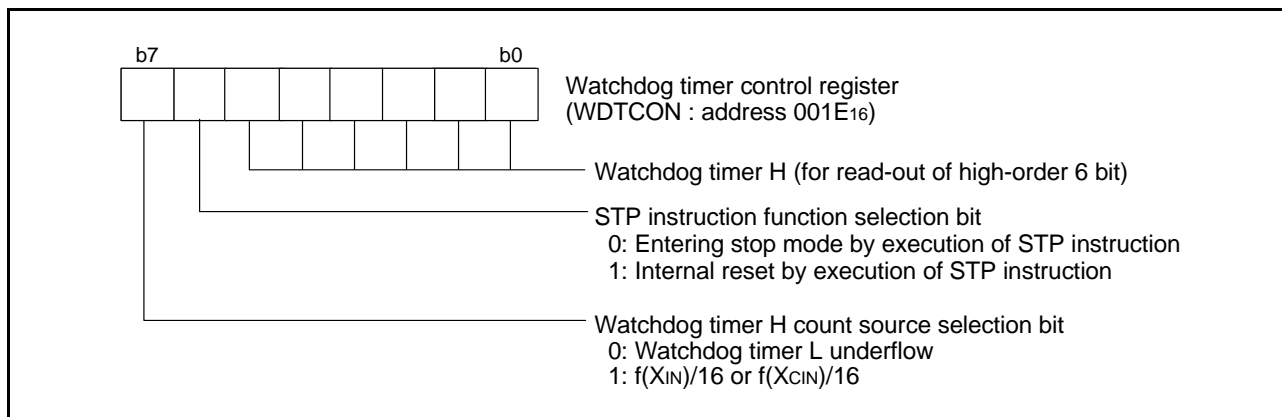 b7 b0
Watchdog timer control register
(WDTCON : address 001E16)
Watchdog timer H (for read-out of high-order 6 bit)
STP instruction function selection bit
0: Entering stop mode by execution of STP instruction
1: Internal reset by execution of STP instruction
Watchdog timer H count source selection bit
0: Watchdog timer L underflow
1: f(XIN)/16 or f(XCIN)/16